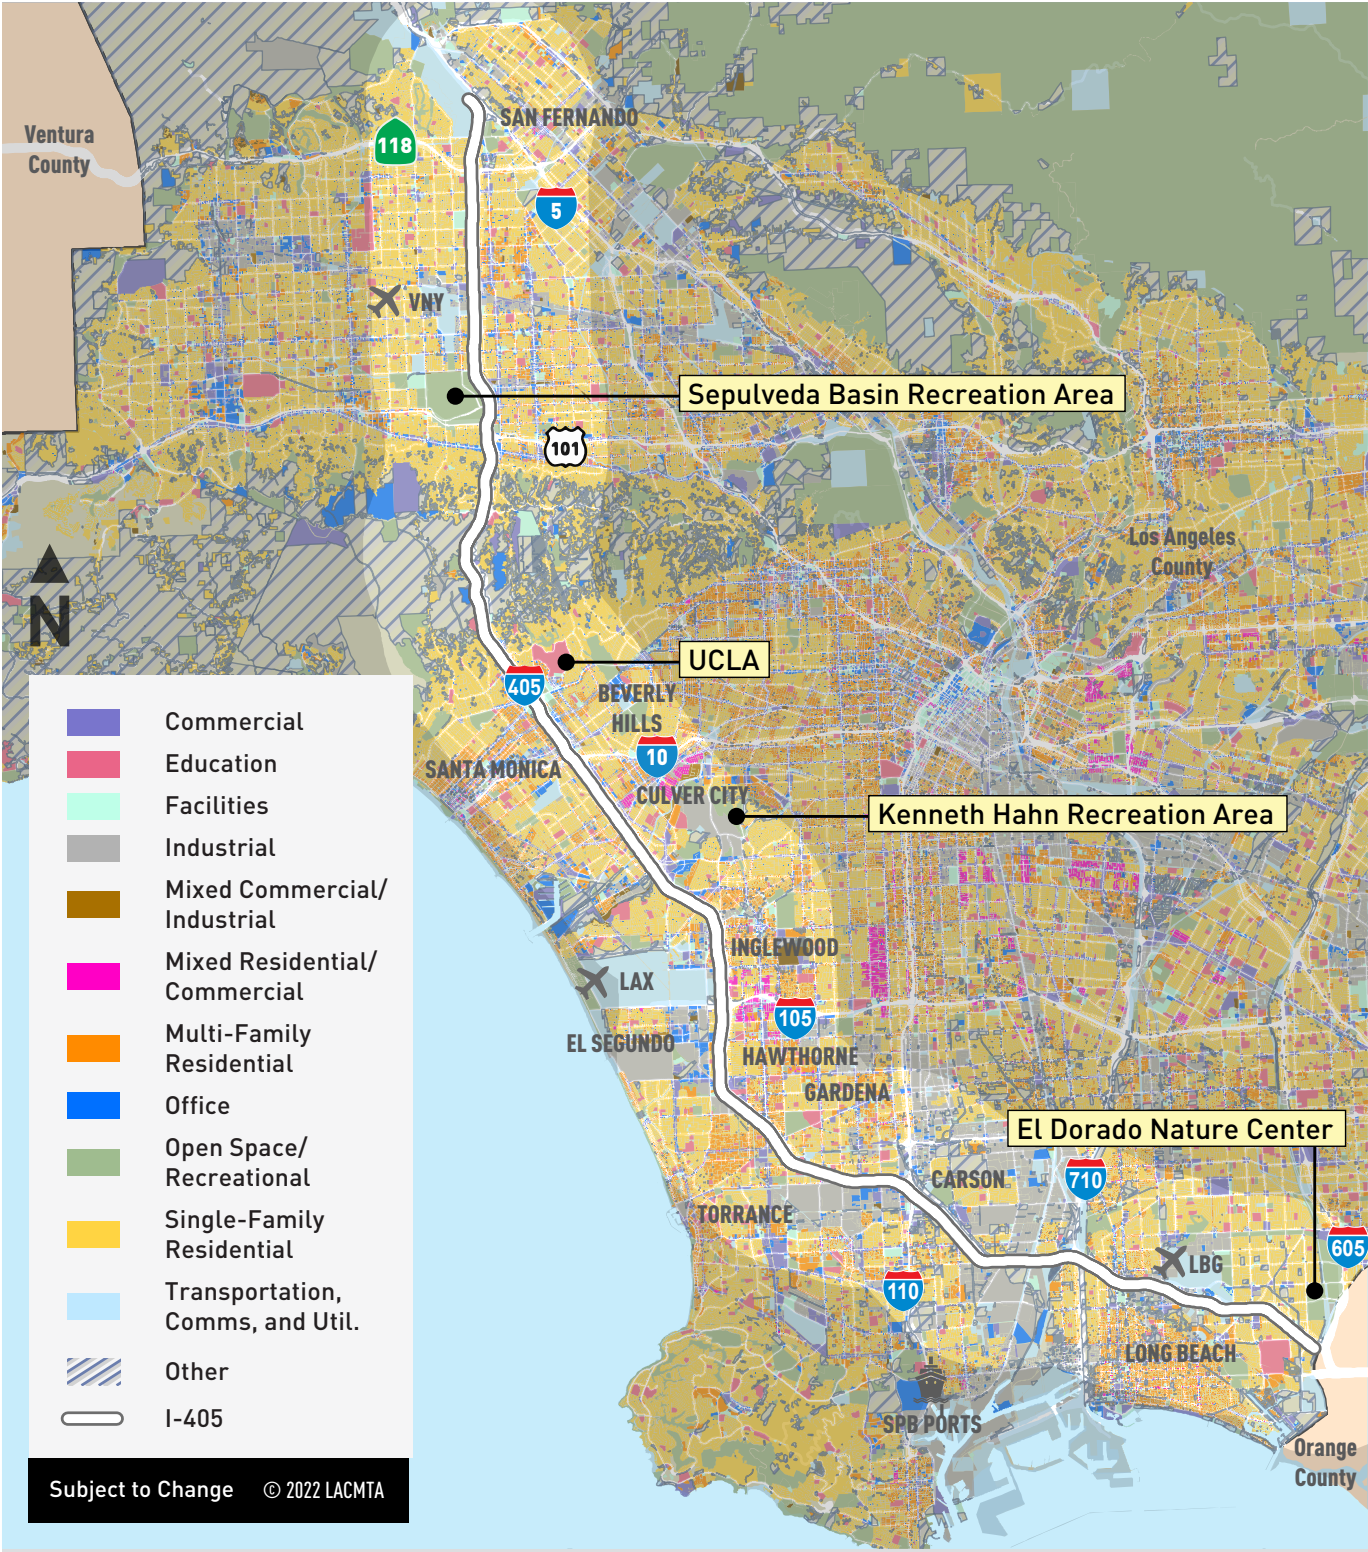 Ventura
County
118
SAN FERNANDO
5
VNY
Sepulveda Basin Recreation Area
101
Los Angeles
County
N
UCLA
405
BEVERLY
HILLS
10
SANTA MONICA
CULVER CITY
Kenneth Hahn Recreation Area
INGLEWOOD
LAX
105
EL SEGUNDO
HAWTHORNE
GARDENA
El Dorado Nature Center
CARSON
710
TORRANCE
605
LBG
110
LONG BEACH
SPB PORTS
Orange
County
Commercial
Education
Facilities
Industrial
Mixed Commercial/
Industrial
Mixed Residential/
Commercial
Multi-Family
Residential
Office
Open Space/
Recreational
Single-Family
Residential
Transportation,
Comms, and Util.
Other
I-405
Subject to Change © 2022 LACMTA